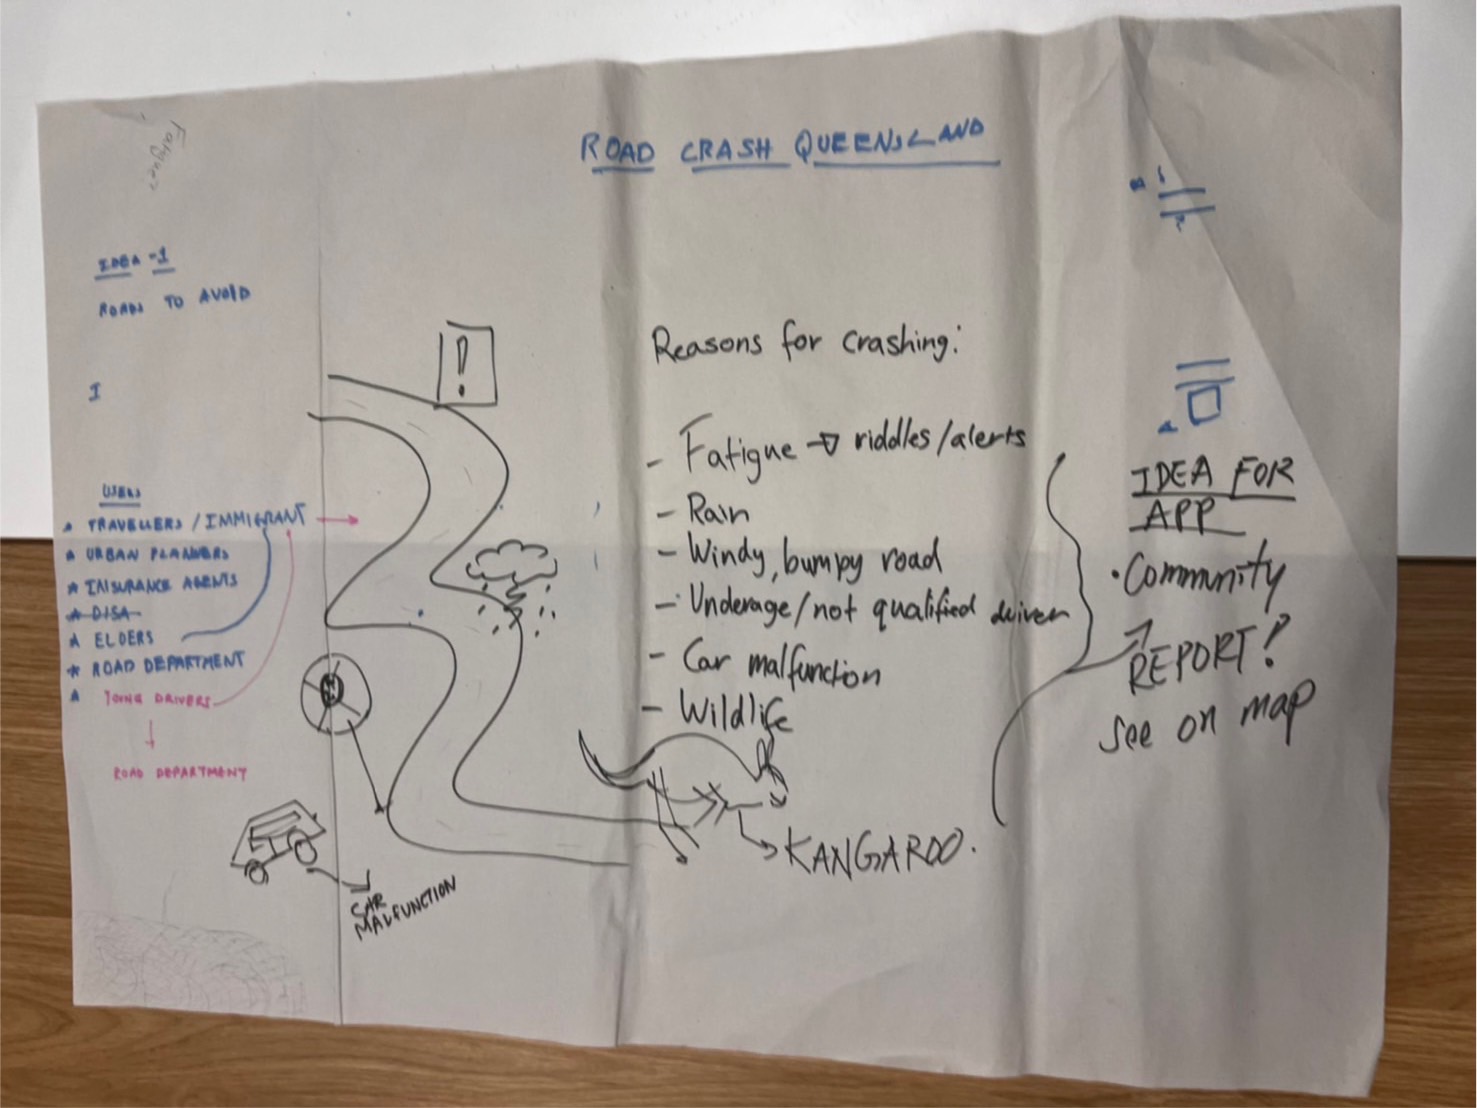 ROAD CRASH QUEENSLAND
IDEA -1
ROADS TO AVOID
I
USERS
TRAVELLERS / IMMIGRANT
URBAN PLANNERS
INSURANCE AGENTS
DISA
ELDERS
ROAD DEPARTMENT
YOUNG DRIVERS
ROAD DEPARTMENT
!
CAR
MALFUNCTION
Reasons for crashing:
- Fatigue → riddles/alerts
- Rain
- Windy, bumpy road
- Underage/not qualified driver
- Car malfunction
- Wildlife
KANGAROO.
IDEA FOR
APP
• Community
REPORT?
See on map